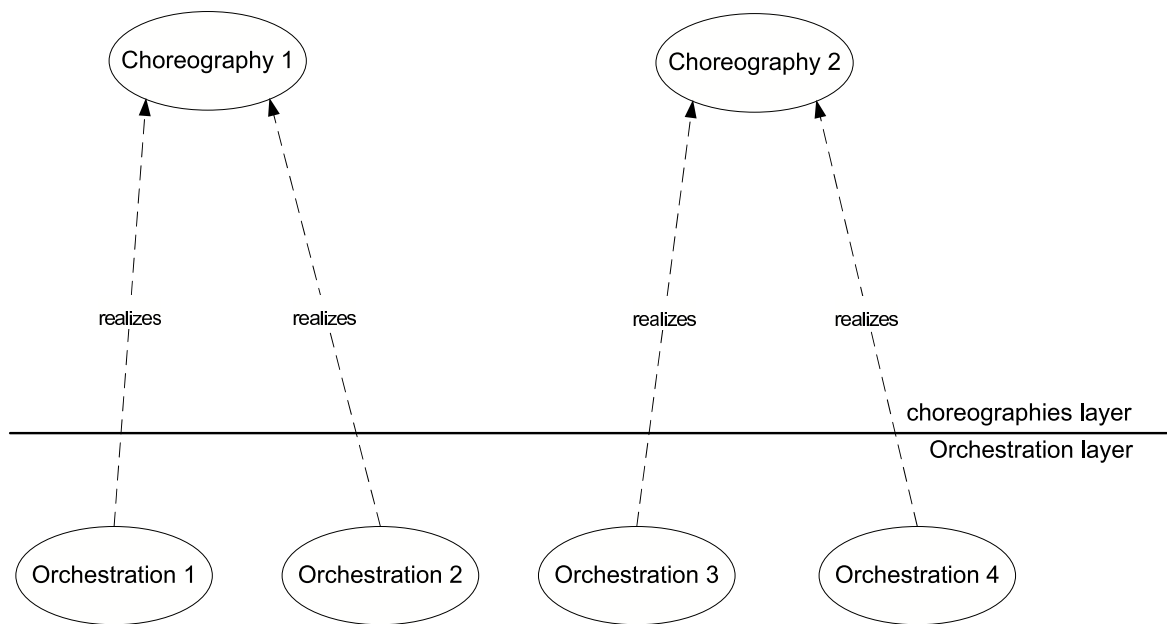 Choreography 1
Choreography 2
realizes
realizes
realizes
realizes
choreographies layer
Orchestration layer
Orchestration 1
Orchestration 2
Orchestration 3
Orchestration 4